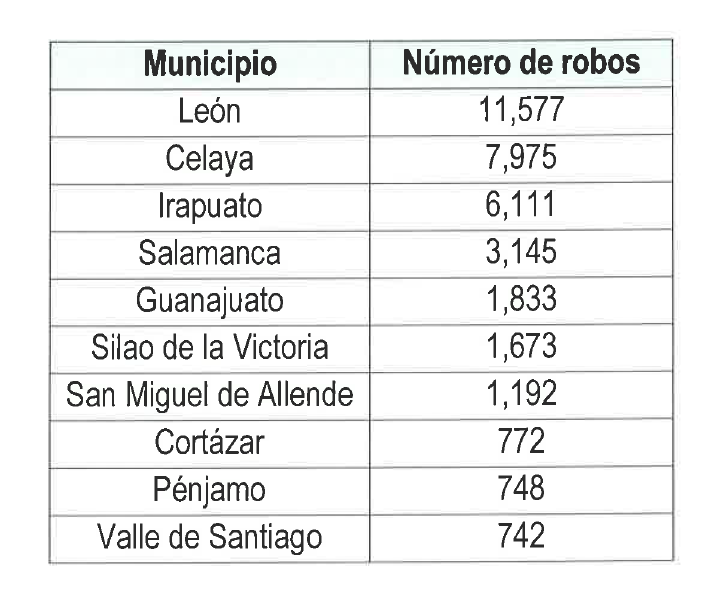 Municipio Número de robos
León 11,577
Celaya 7,975
Irapuato 6,111
Salamanca 3,145
Guanajuato 1,833
Silao de la Victoria 1,673
San Miguel de Allende 1,192
Cortázar 772
Pénjamo 748
Valle de Santiago 742